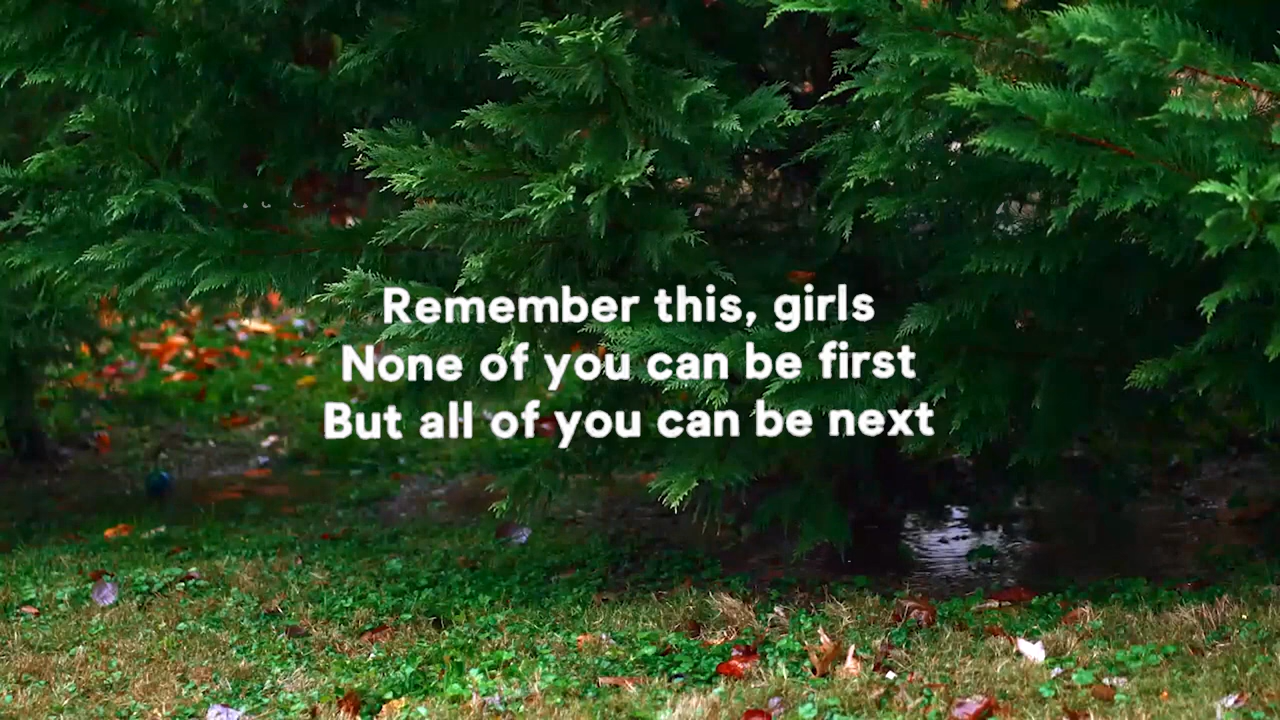 Remember this, girls
None of you can be first
But all of you can be next